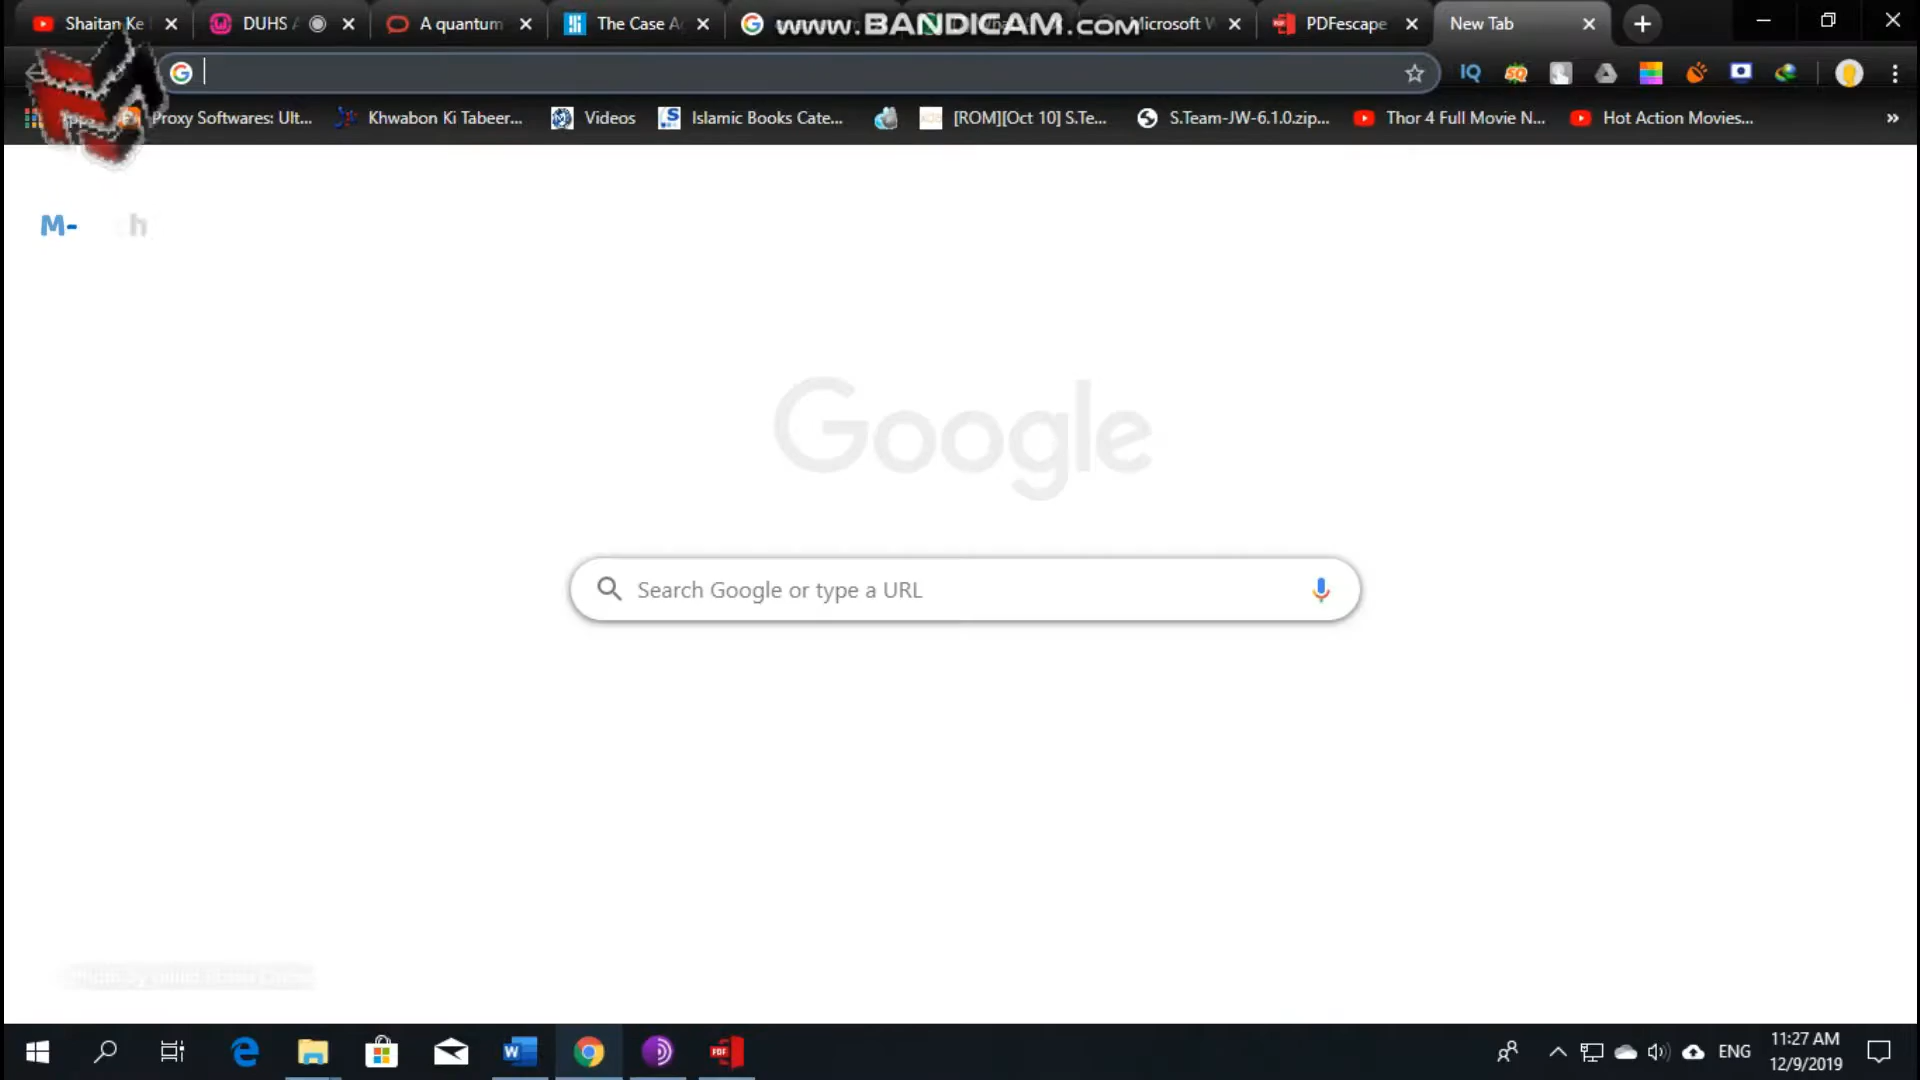 Shaitan Ke
DUHS
A quantum
The Case A
www.BANDICAM.com
Microsoft W
PDFescape
New Tab
IQ
SQ
Proxy Softwares: Ult...
Khwabon Ki Tabeer...
Videos
Islamic Books Cate...
[ROM][Oct 10] S.Te...
S.Team-JW-6.1.0.zip...
Thor 4 Full Movie N...
Hot Action Movies...
»
M- h
Google
Search Google or type a URL
ENG
11:27 AM
12/9/2019